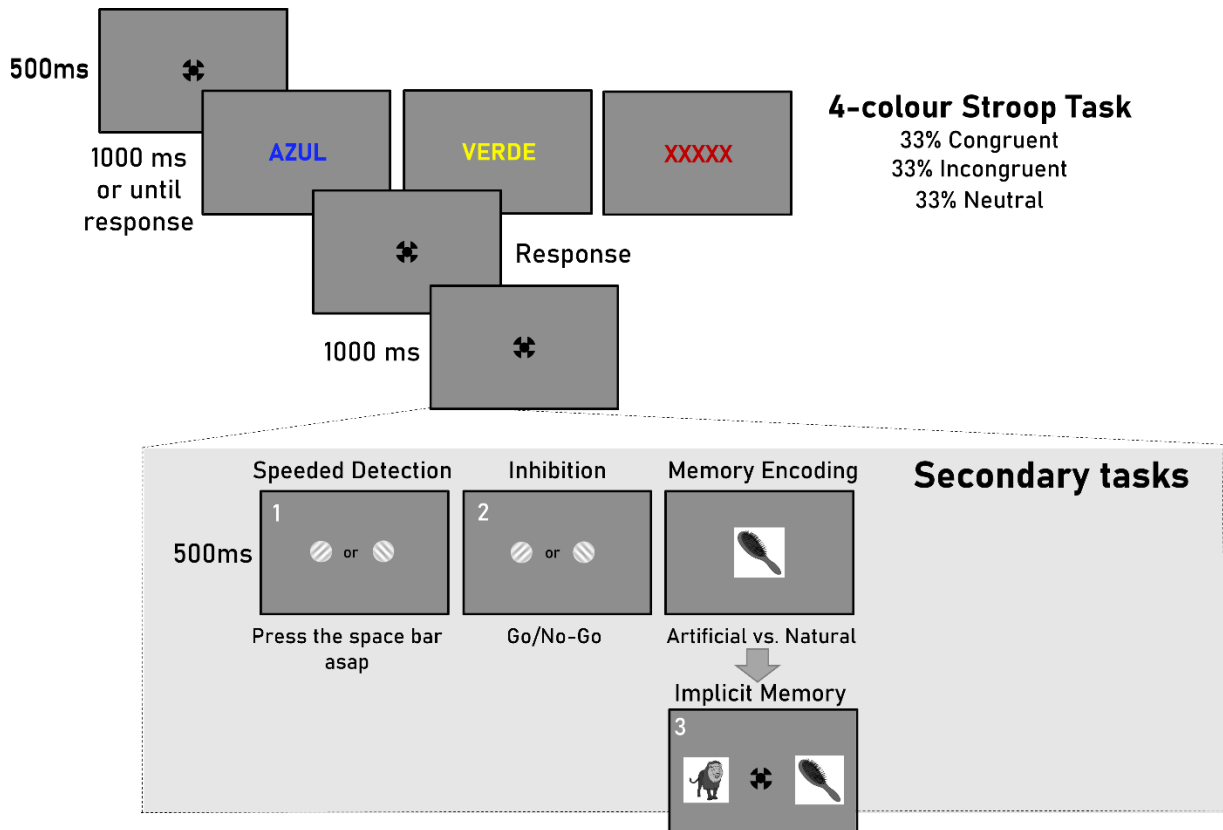 500ms
1000 ms
or until
response
AZUL
VERDE
XXXXX
4-colour Stroop Task
33% Congruent
33% Incongruent
33% Neutral
Response
1000 ms
Secondary tasks
Speeded Detection
Inhibition
Memory Encoding
500ms
1
or
2
or
Press the space bar
asap
Go/No-Go
Artificial vs. Natural
Implicit Memory
3